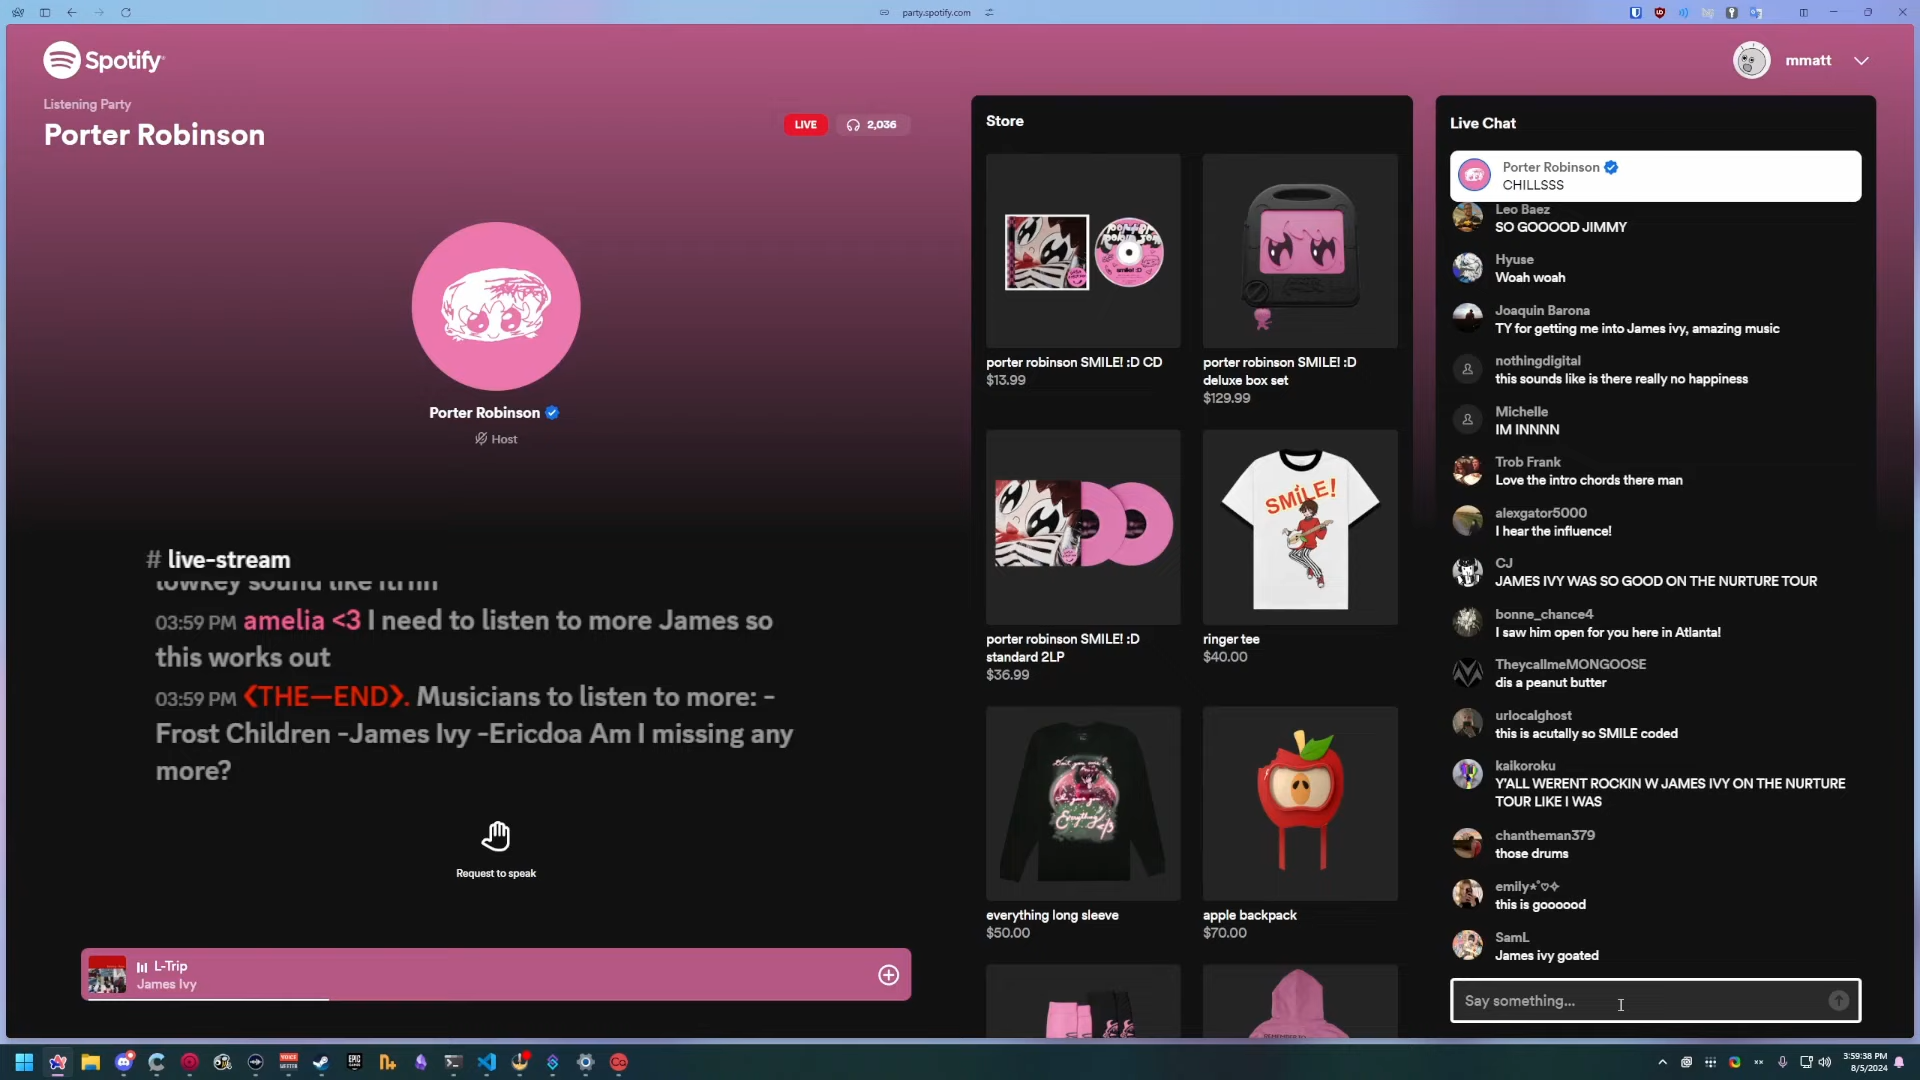 party.spotify.com
Spotify
mmatt
Listening Party
Porter Robinson
LIVE
2,036
Porter Robinson
Host
# live-stream
lowkey sound like itrnh
03:59 PM amelia <3 I need to listen to more James so
this works out
03:59 PM <THE—END>. Musicians to listen to more: -
Frost Children -James Ivy -Ericdoa Am I missing any
more?
Request to speak
L-Trip
James Ivy
Store
porter robinson SMILE! :D CD
$13.99
porter robinson SMILE! :D
deluxe box set
$129.99
SMiLE!
porter robinson SMILE! :D
standard 2LP
$36.99
ringer tee
$40.00
everything long sleeve
$50.00
apple backpack
$70.00
Live Chat
Porter Robinson
CHILLSSS
Leo Baez
SO GOOOOD JIMMY
Hyuse
Woah woah
Joaquin Barona
TY for getting me into James ivy, amazing music
nothingdigital
this sounds like is there really no happiness
Michelle
IM INNNN
Trob Frank
Love the intro chords there man
alexgator5000
I hear the influence!
CJ
JAMES IVY WAS SO GOOD ON THE NURTURE TOUR
bonne_chance4
I saw him open for you here in Atlanta!
TheycallmeMONGOOSE
dis a peanut butter
urlocalghost
this is acutally so SMILE coded
kaikoroku
Y'ALL WERENT ROCKIN W JAMES IVY ON THE NURTURE
TOUR LIKE I WAS
chantheman379
those drums
emily⋆˚♡✧
this is goooood
SamL
James ivy goated
Say something...
3:59:38 PM
8/5/2024